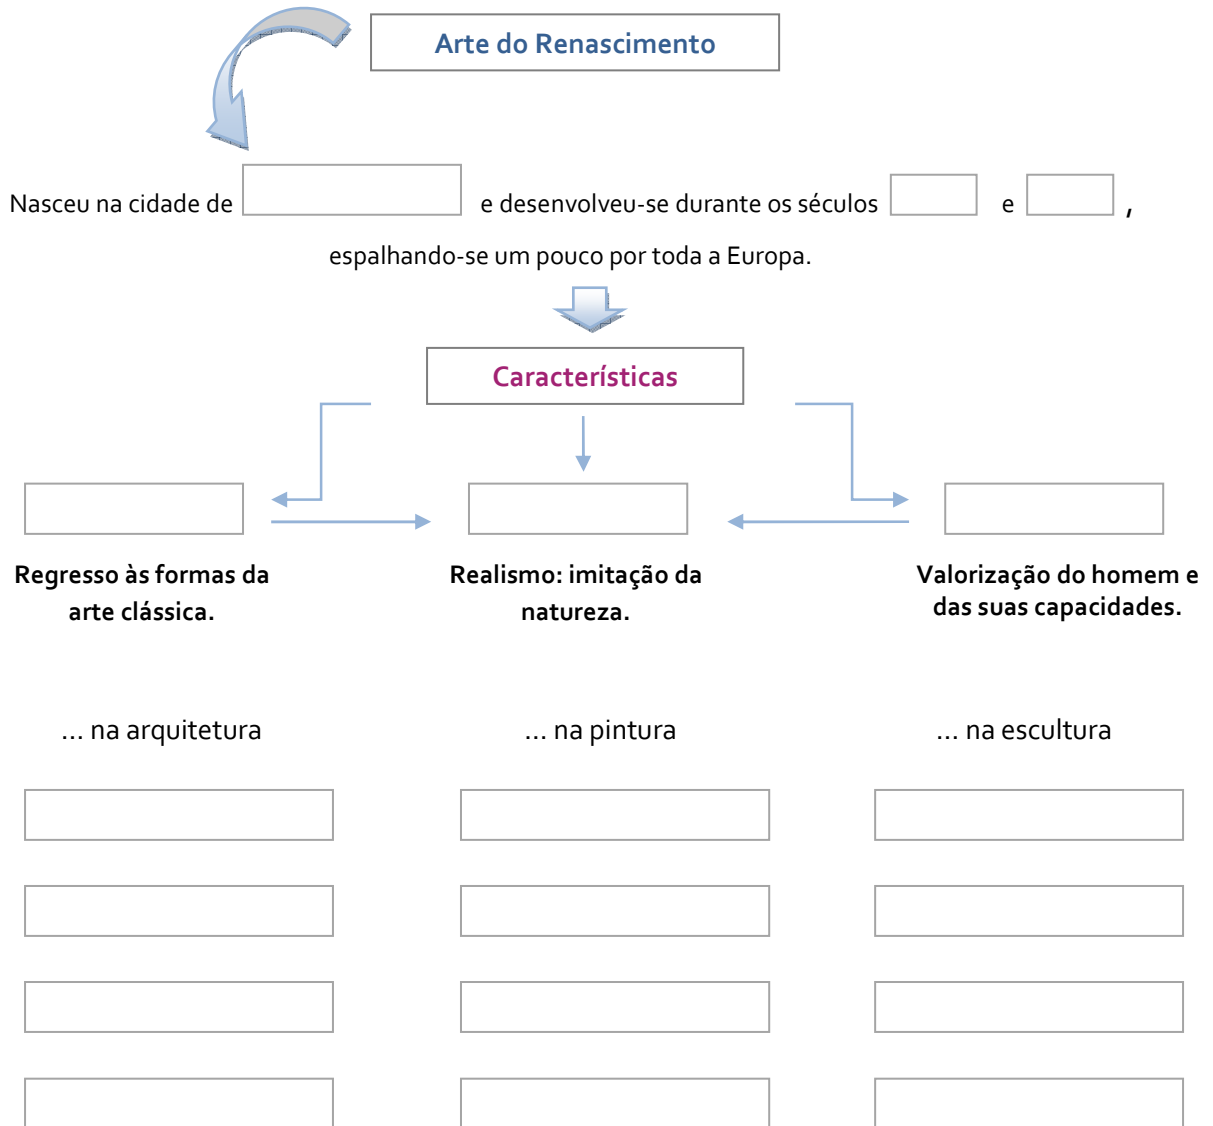 Arte do Renascimento
Nasceu na cidade de e desenvolveu-se durante os séculos e ,
espalhando-se um pouco por toda a Europa.
Características
Regresso às formas da
arte clássica.
Realismo: imitação da
natureza.
Valorização do homem e
das suas capacidades.
... na arquitetura
... na pintura
... na escultura